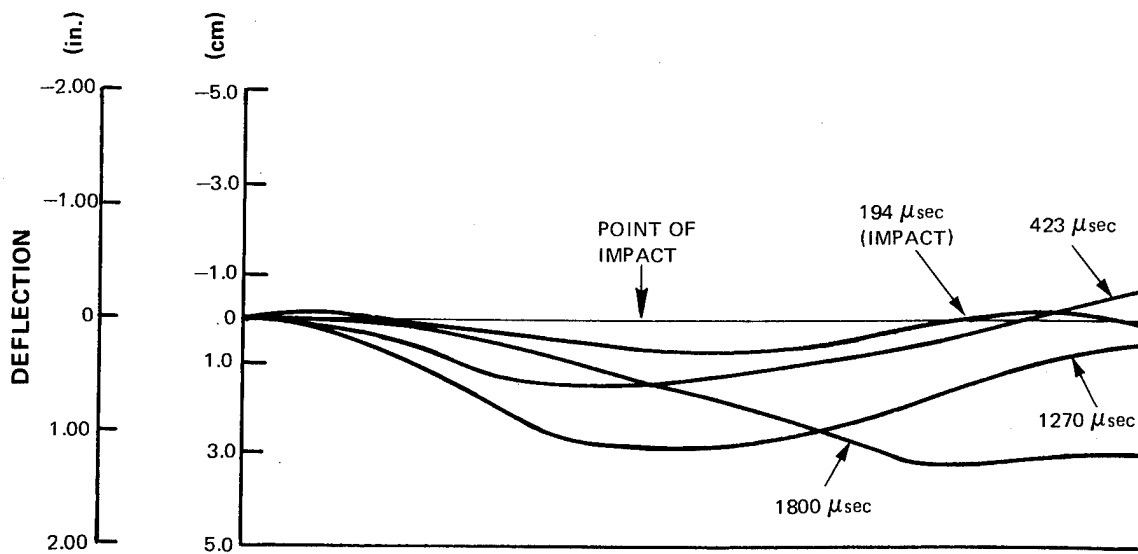 (in.)
(cm)
DEFLECTION
−2.00
−1.00
0
1.00
2.00
−5.0
−3.0
−1.0
0
1.0
3.0
5.0
POINT OF
IMPACT
194 μsec
(IMPACT)
423 μsec
1270 μsec
1800 μsec